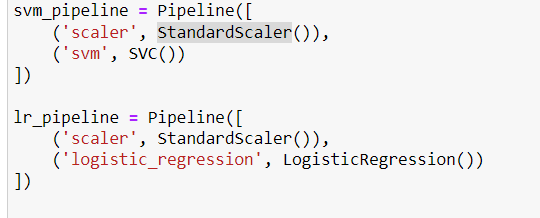 svm_pipeline = Pipeline([
    ('scaler', StandardScaler()),
    ('svm', SVC())
])

lr_pipeline = Pipeline([
    ('scaler', StandardScaler()),
    ('logistic_regression', LogisticRegression())
])